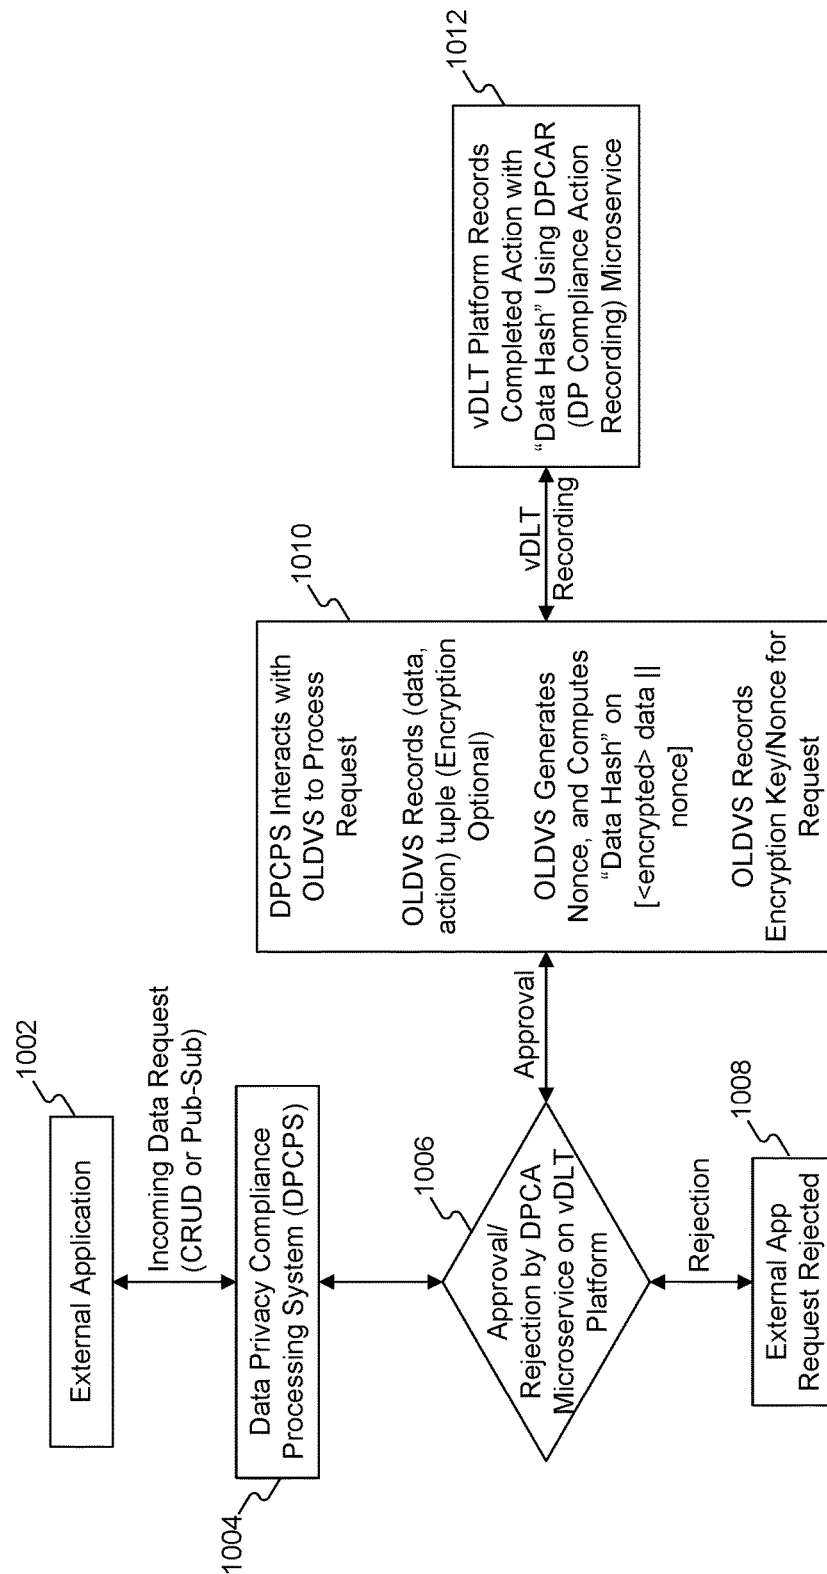 1002
External Application
Incoming Data Request
(CRUD or Pub-Sub)
Data Privacy Compliance
Processing System (DPCPS)
1004
1006
Approval/
Rejection by DPCA
Microservice on vDLT
Platform
Rejection
1008
External App
Request Rejected
Approval
1010
DPCPS Interacts with
OLDVS to Process
Request
OLDVS Records (data,
action) tuple (Encryption
Optional)
OLDVS Generates
Nonce, and Computes
“Data Hash” on
[<encrypted> data ||
nonce]
OLDVS Records
Encryption Key/Nonce for
Request
vDLT
Recording
1012
vDLT Platform Records
Completed Action with
“Data Hash” Using DPCAR
(DP Compliance Action
Recording) Microservice